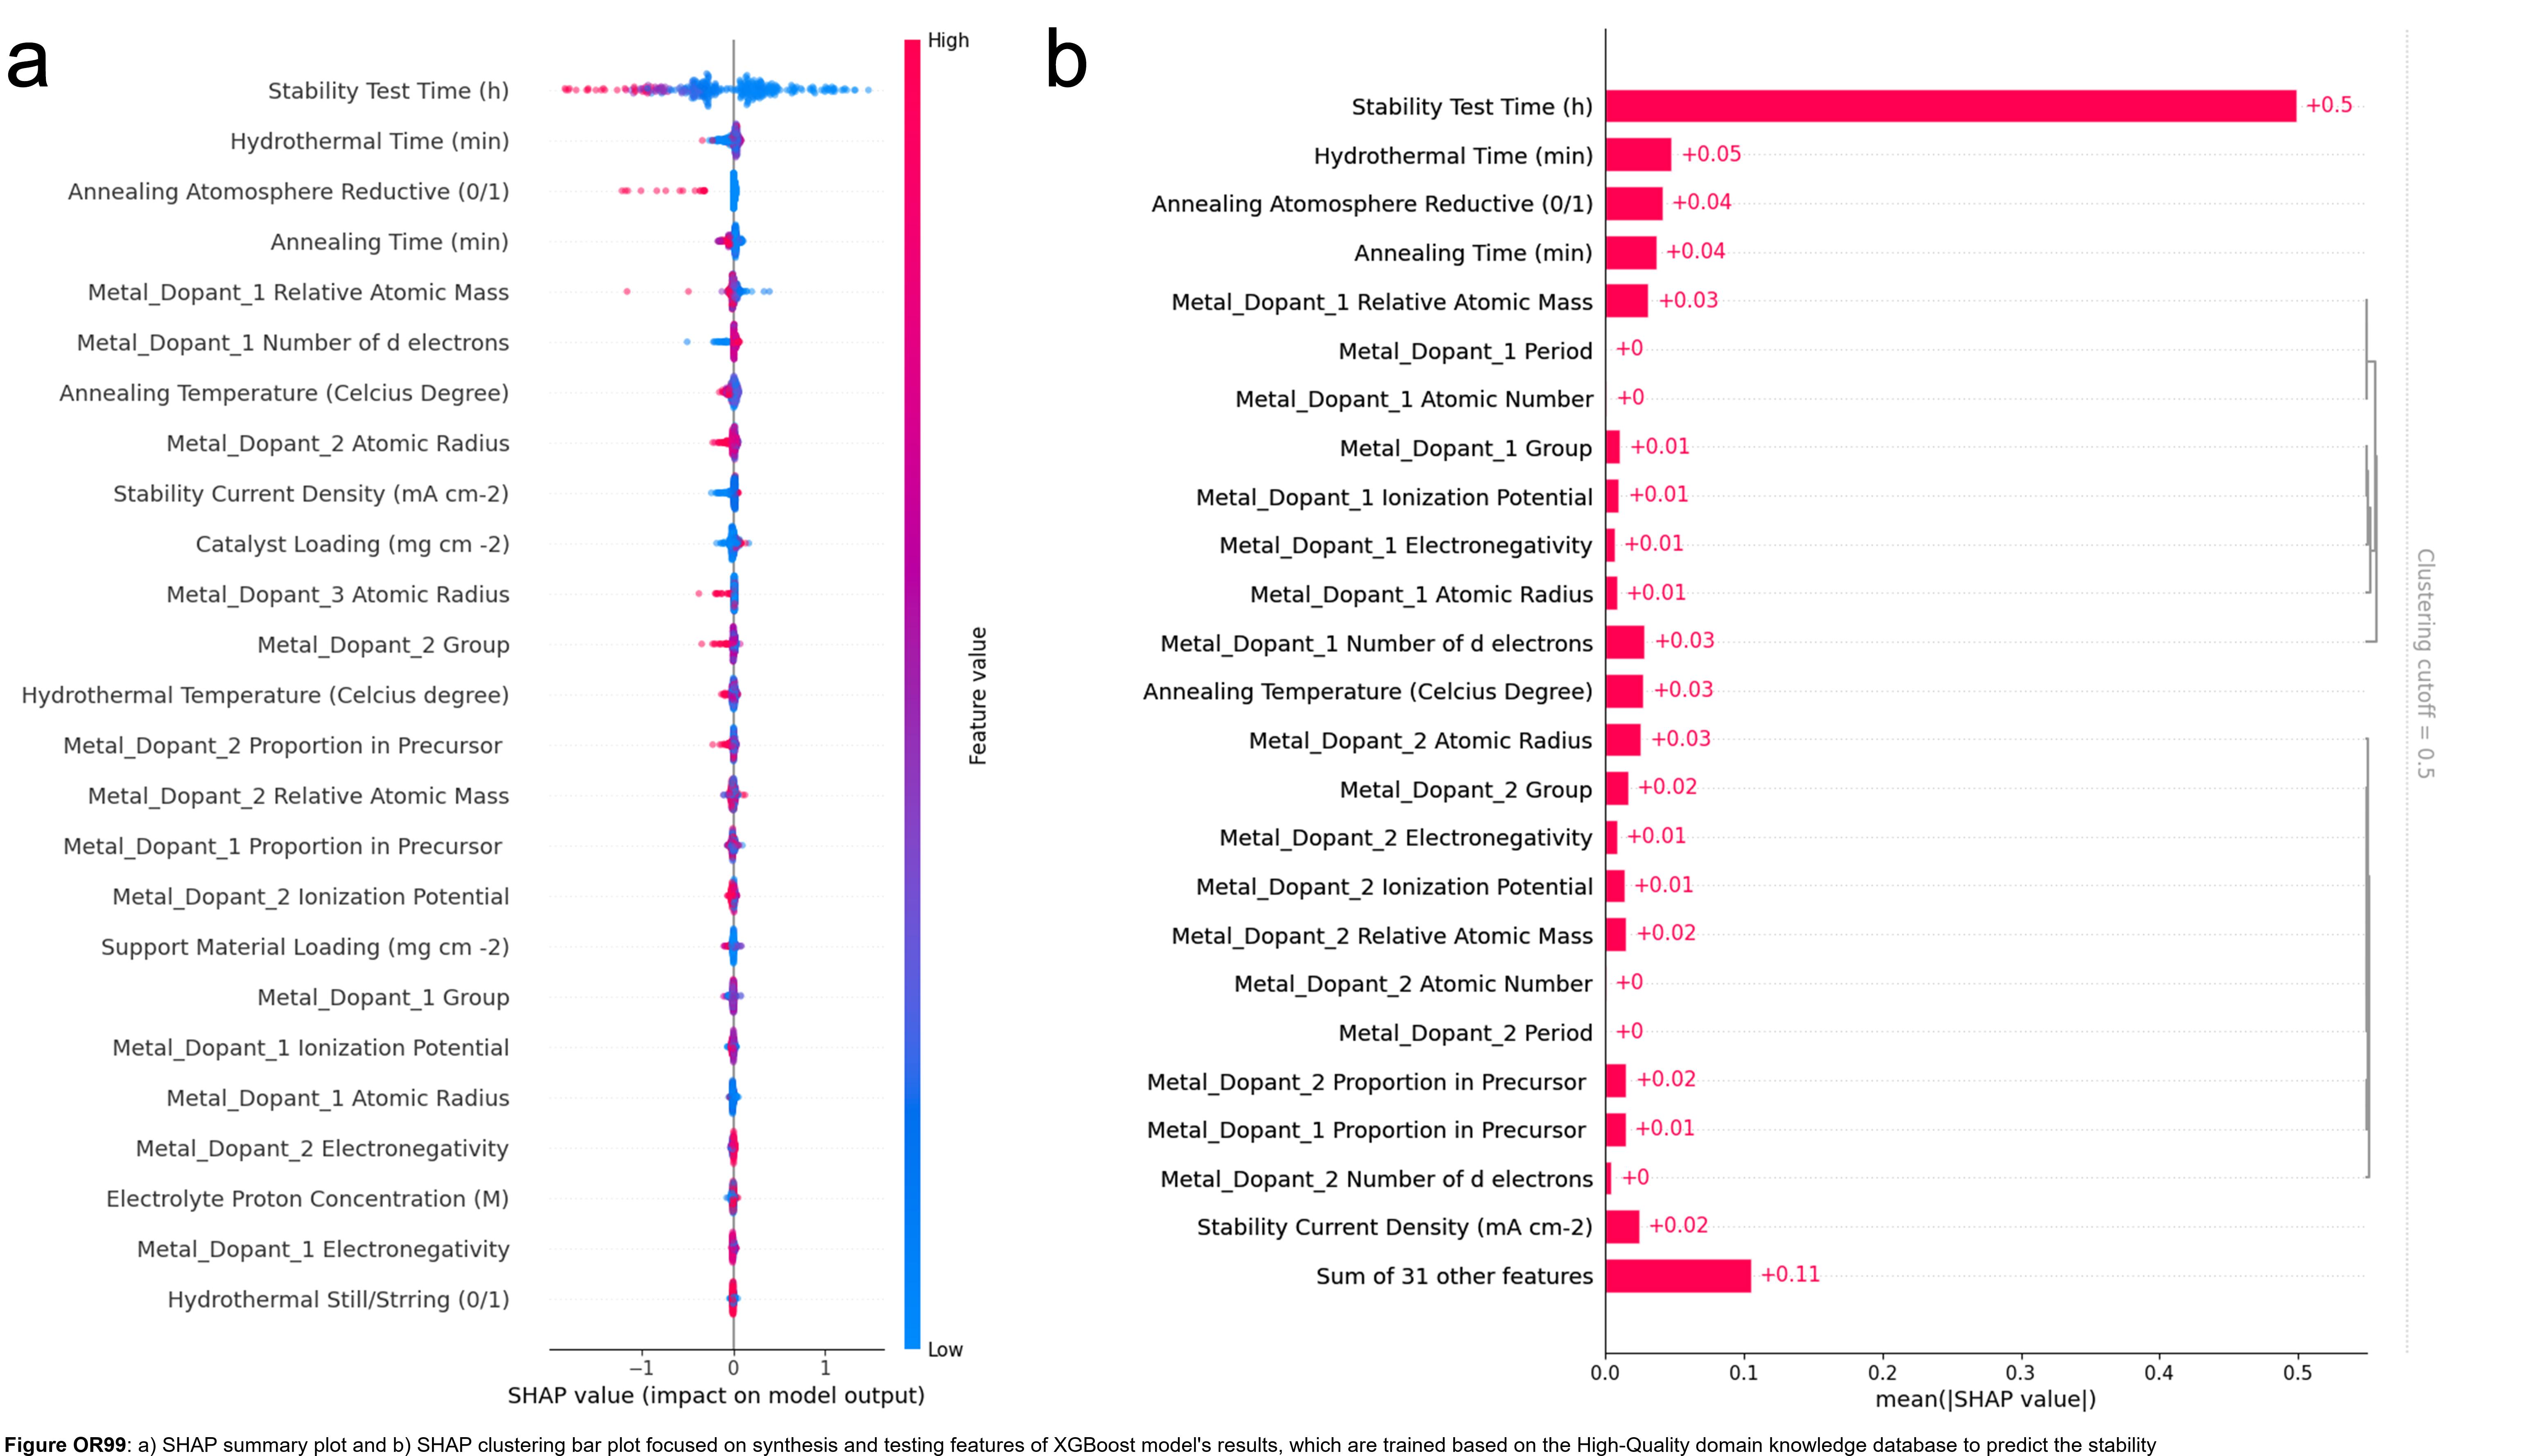 a
High
Stability Test Time (h)
Hydrothermal Time (min)
Annealing Atomosphere Reductive (0/1)
Annealing Time (min)
Metal_Dopant_1 Relative Atomic Mass
Metal_Dopant_1 Number of d electrons
Annealing Temperature (Celcius Degree)
Metal_Dopant_2 Atomic Radius
Stability Current Density (mA cm-2)
Catalyst Loading (mg cm -2)
Metal_Dopant_3 Atomic Radius
Metal_Dopant_2 Group
Hydrothermal Temperature (Celcius degree)
Metal_Dopant_2 Proportion in Precursor
Metal_Dopant_2 Relative Atomic Mass
Metal_Dopant_1 Proportion in Precursor
Metal_Dopant_2 Ionization Potential
Support Material Loading (mg cm -2)
Metal_Dopant_1 Group
Metal_Dopant_1 Ionization Potential
Metal_Dopant_1 Atomic Radius
Metal_Dopant_2 Electronegativity
Electrolyte Proton Concentration (M)
Metal_Dopant_1 Electronegativity
Hydrothermal Still/Strring (0/1)
Low
Feature value
−1 0 1
SHAP value (impact on model output)
b
Stability Test Time (h) +0.5
Hydrothermal Time (min) +0.05
Annealing Atomosphere Reductive (0/1) +0.04
Annealing Time (min) +0.04
Metal_Dopant_1 Relative Atomic Mass +0.03
Metal_Dopant_1 Period +0
Metal_Dopant_1 Atomic Number +0
Metal_Dopant_1 Group +0.01
Metal_Dopant_1 Ionization Potential +0.01
Metal_Dopant_1 Electronegativity +0.01
Metal_Dopant_1 Atomic Radius +0.01
Metal_Dopant_1 Number of d electrons +0.03
Annealing Temperature (Celcius Degree) +0.03
Metal_Dopant_2 Atomic Radius +0.03
Metal_Dopant_2 Group +0.02
Metal_Dopant_2 Electronegativity +0.01
Metal_Dopant_2 Ionization Potential +0.01
Metal_Dopant_2 Relative Atomic Mass +0.02
Metal_Dopant_2 Atomic Number +0
Metal_Dopant_2 Period +0
Metal_Dopant_2 Proportion in Precursor +0.02
Metal_Dopant_1 Proportion in Precursor +0.01
Metal_Dopant_2 Number of d electrons +0
Stability Current Density (mA cm-2) +0.02
Sum of 31 other features +0.11
Clustering cutoff = 0.5
0.0 0.1 0.2 0.3 0.4 0.5
mean(|SHAP value|)
Figure OR99: a) SHAP summary plot and b) SHAP clustering bar plot focused on synthesis and testing features of XGBoost model's results, which are trained based on the High-Quality domain knowledge database to predict the stability